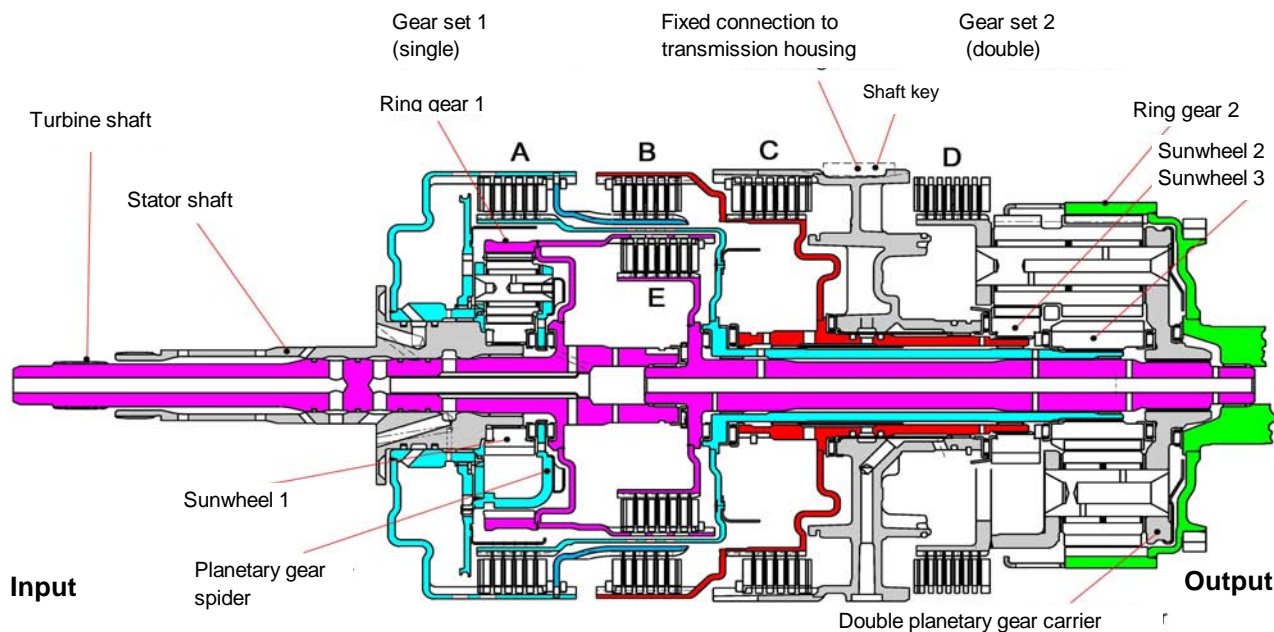 Gear set 1
(single)
Fixed connection to
transmission housing
Gear set 2
(double)
Ring gear 1
Shaft key
Ring gear 2
Turbine shaft
Sunwheel 2
Sunwheel 3
A
B
C
D
Stator shaft
E
Sunwheel 1
Planetary gear
spider
Input
Output
Double planetary gear carrier